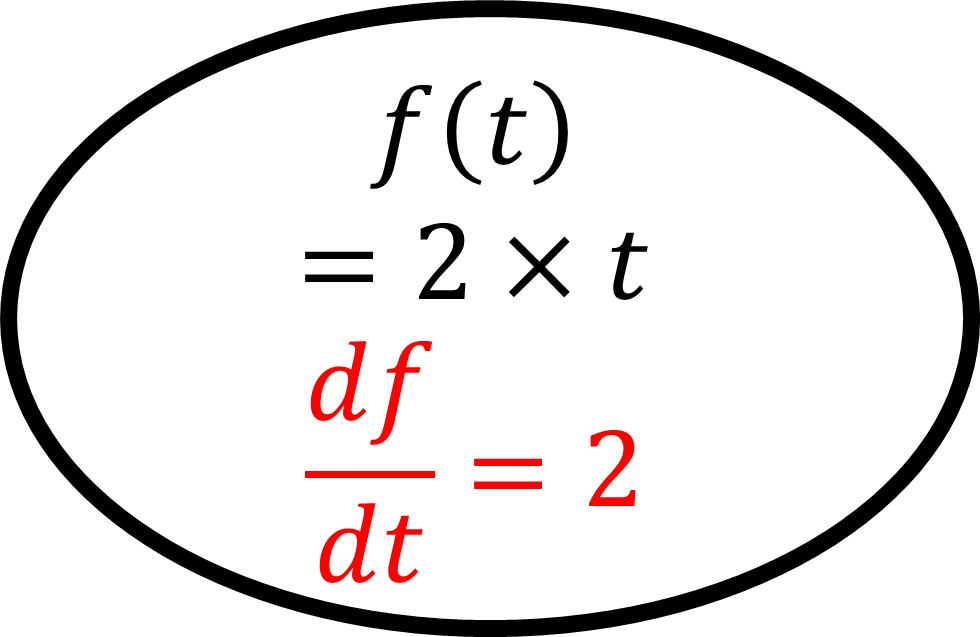 f(t)
= 2 × t
df/dt = 2